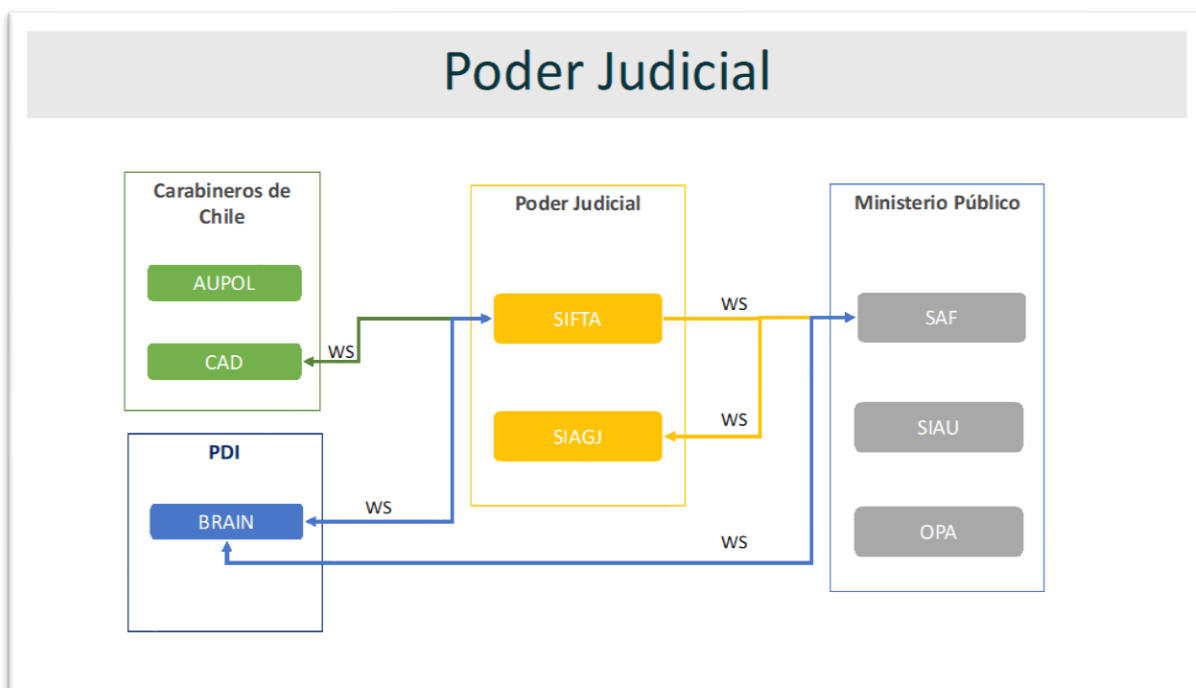 Poder Judicial
Carabineros de
Chile
AUPOL
CAD
WS
PDI
BRAIN
WS
Poder Judicial
SIFTA
SIAGJ
WS
WS
WS
Ministerio Público
SAF
SIAU
OPA